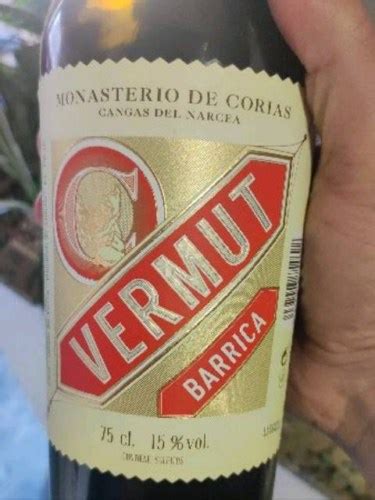 MONASTERIO DE CORIAS
CANGAS DEL NARCEA
C
VERMUT
BARRICA
75 cl. 15 % vol.